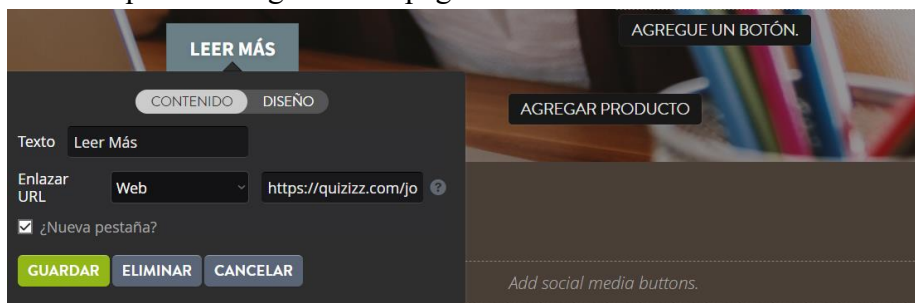 LEER MÁS
AGREGUE UN BOTÓN.
CONTENIDO DISEÑO
AGREGAR PRODUCTO
Texto Leer Más
Enlazar URL Web https://quizizz.com/jo ?
¿Nueva pestaña?
GUARDAR ELIMINAR CANCELAR
Add social media buttons.